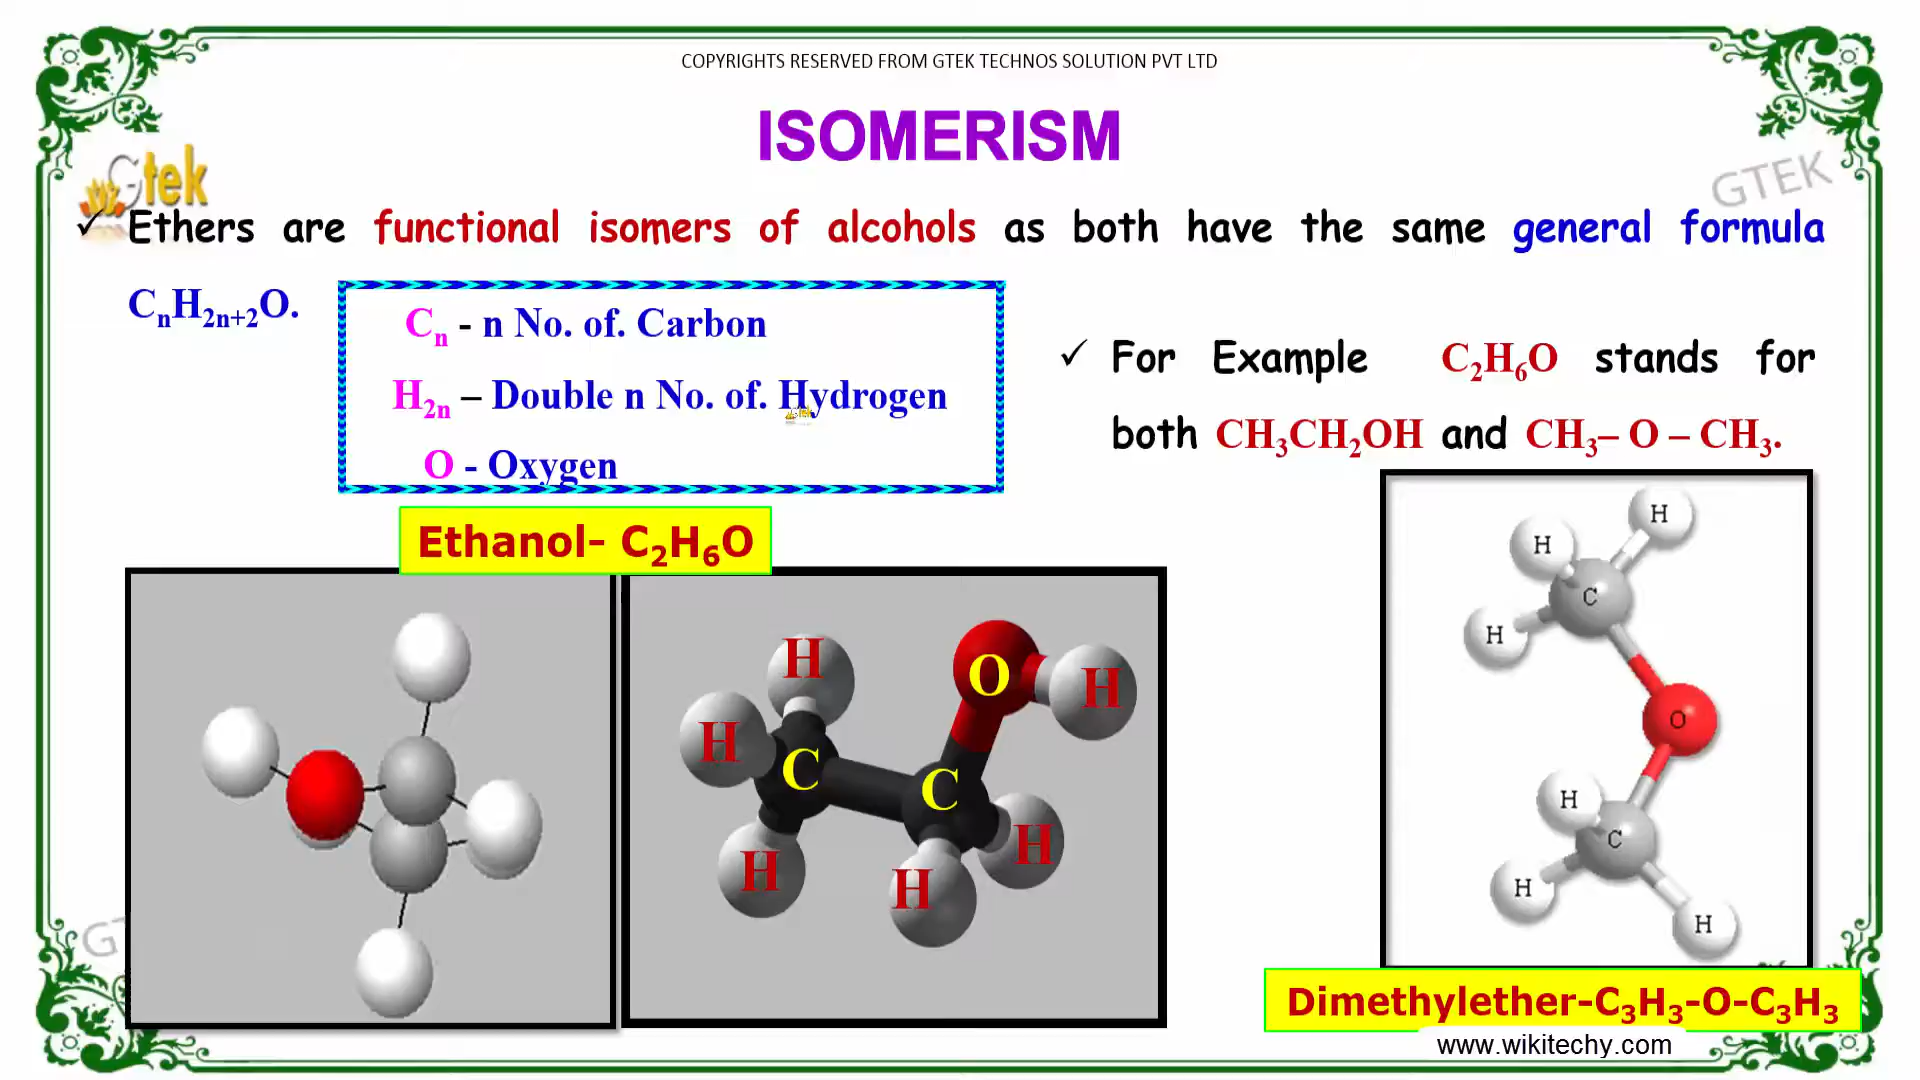 COPYRIGHTS RESERVED FROM GTEK TECHNOS SOLUTION PVT LTD
ISOMERISM
Gtek
GTEK
✓ Ethers are functional isomers of alcohols as both have the same general formula
CnH2n+2O.
Cn - n No. of. Carbon
H2n – Double n No. of. Hydrogen
O - Oxygen
✓ For Example C2H6O stands for
both CH3CH2OH and CH3– O – CH3.
Ethanol- C2H6O
H
H
H
O
H
C
C
H
H
H
H
C
H
O
H
C
H
H
Dimethylether-C3H3-O-C3H3
www.wikitechy.com